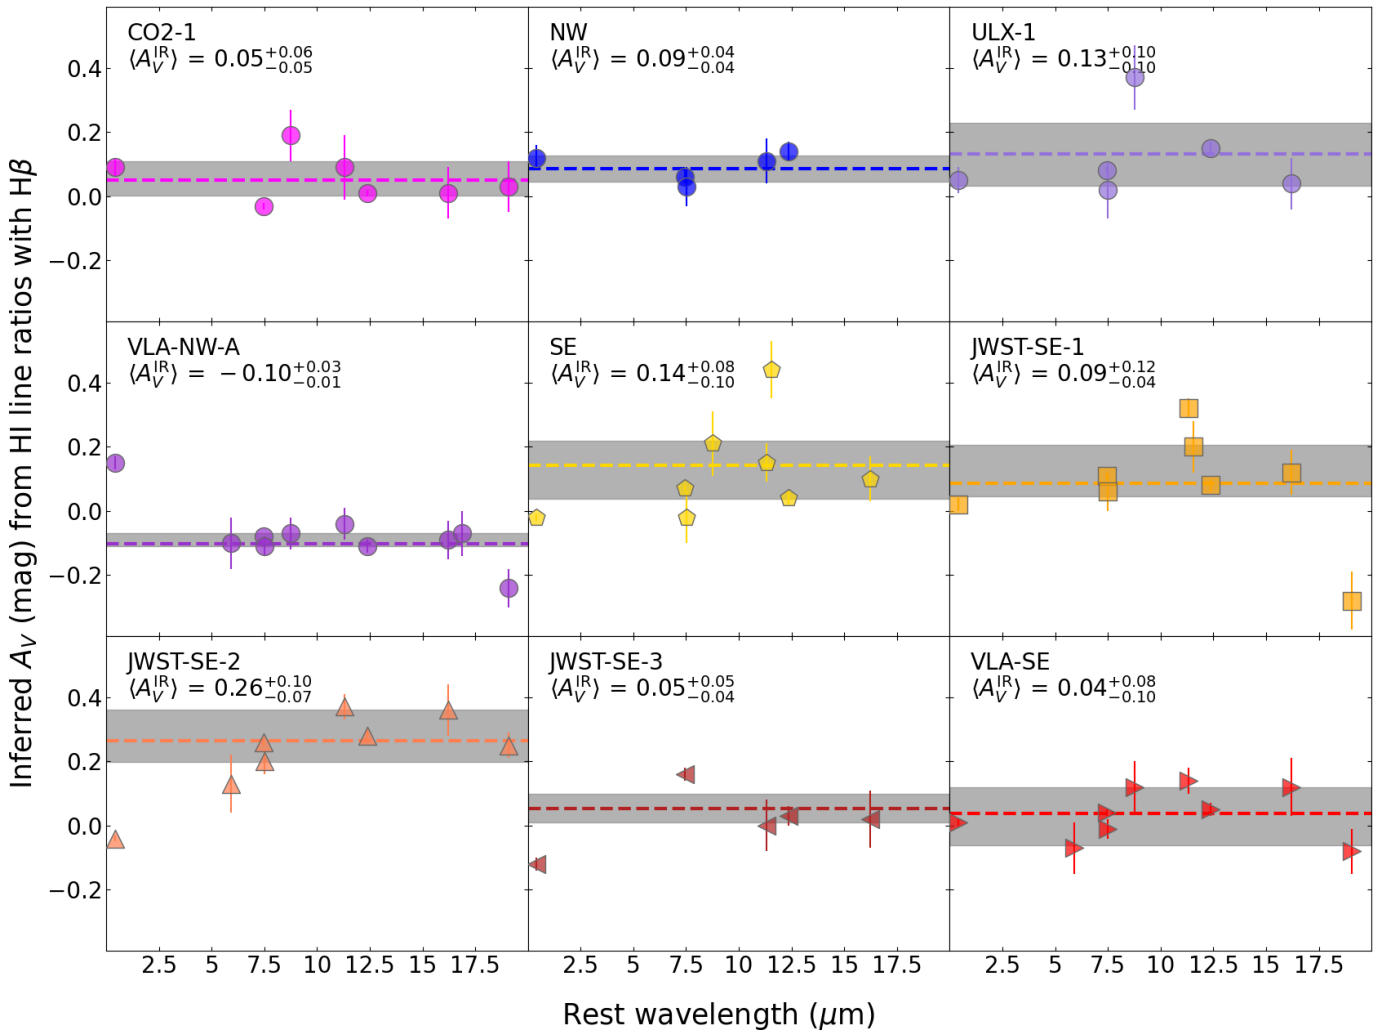 CO2-1
⟨A_V^IR⟩ = 0.05^{+0.06}_{−0.05}
NW
⟨A_V^IR⟩ = 0.09^{+0.04}_{−0.04}
ULX-1
⟨A_V^IR⟩ = 0.13^{+0.10}_{−0.10}
0.4
0.2
0.0
−0.2
VLA-NW-A
⟨A_V^IR⟩ = −0.10^{+0.03}_{−0.01}
SE
⟨A_V^IR⟩ = 0.14^{+0.08}_{−0.10}
JWST-SE-1
⟨A_V^IR⟩ = 0.09^{+0.12}_{−0.04}
0.4
0.2
0.0
−0.2
JWST-SE-2
⟨A_V^IR⟩ = 0.26^{+0.10}_{−0.07}
JWST-SE-3
⟨A_V^IR⟩ = 0.05^{+0.05}_{−0.04}
VLA-SE
⟨A_V^IR⟩ = 0.04^{+0.08}_{−0.10}
0.4
0.2
0.0
−0.2
2.5 5 7.5 10 12.5 15 17.5 2.5 5 7.5 10 12.5 15 17.5 2.5 5 7.5 10 12.5 15 17.5
Rest wavelength (μm)
Inferred A_V (mag) from HI line ratios with Hβ